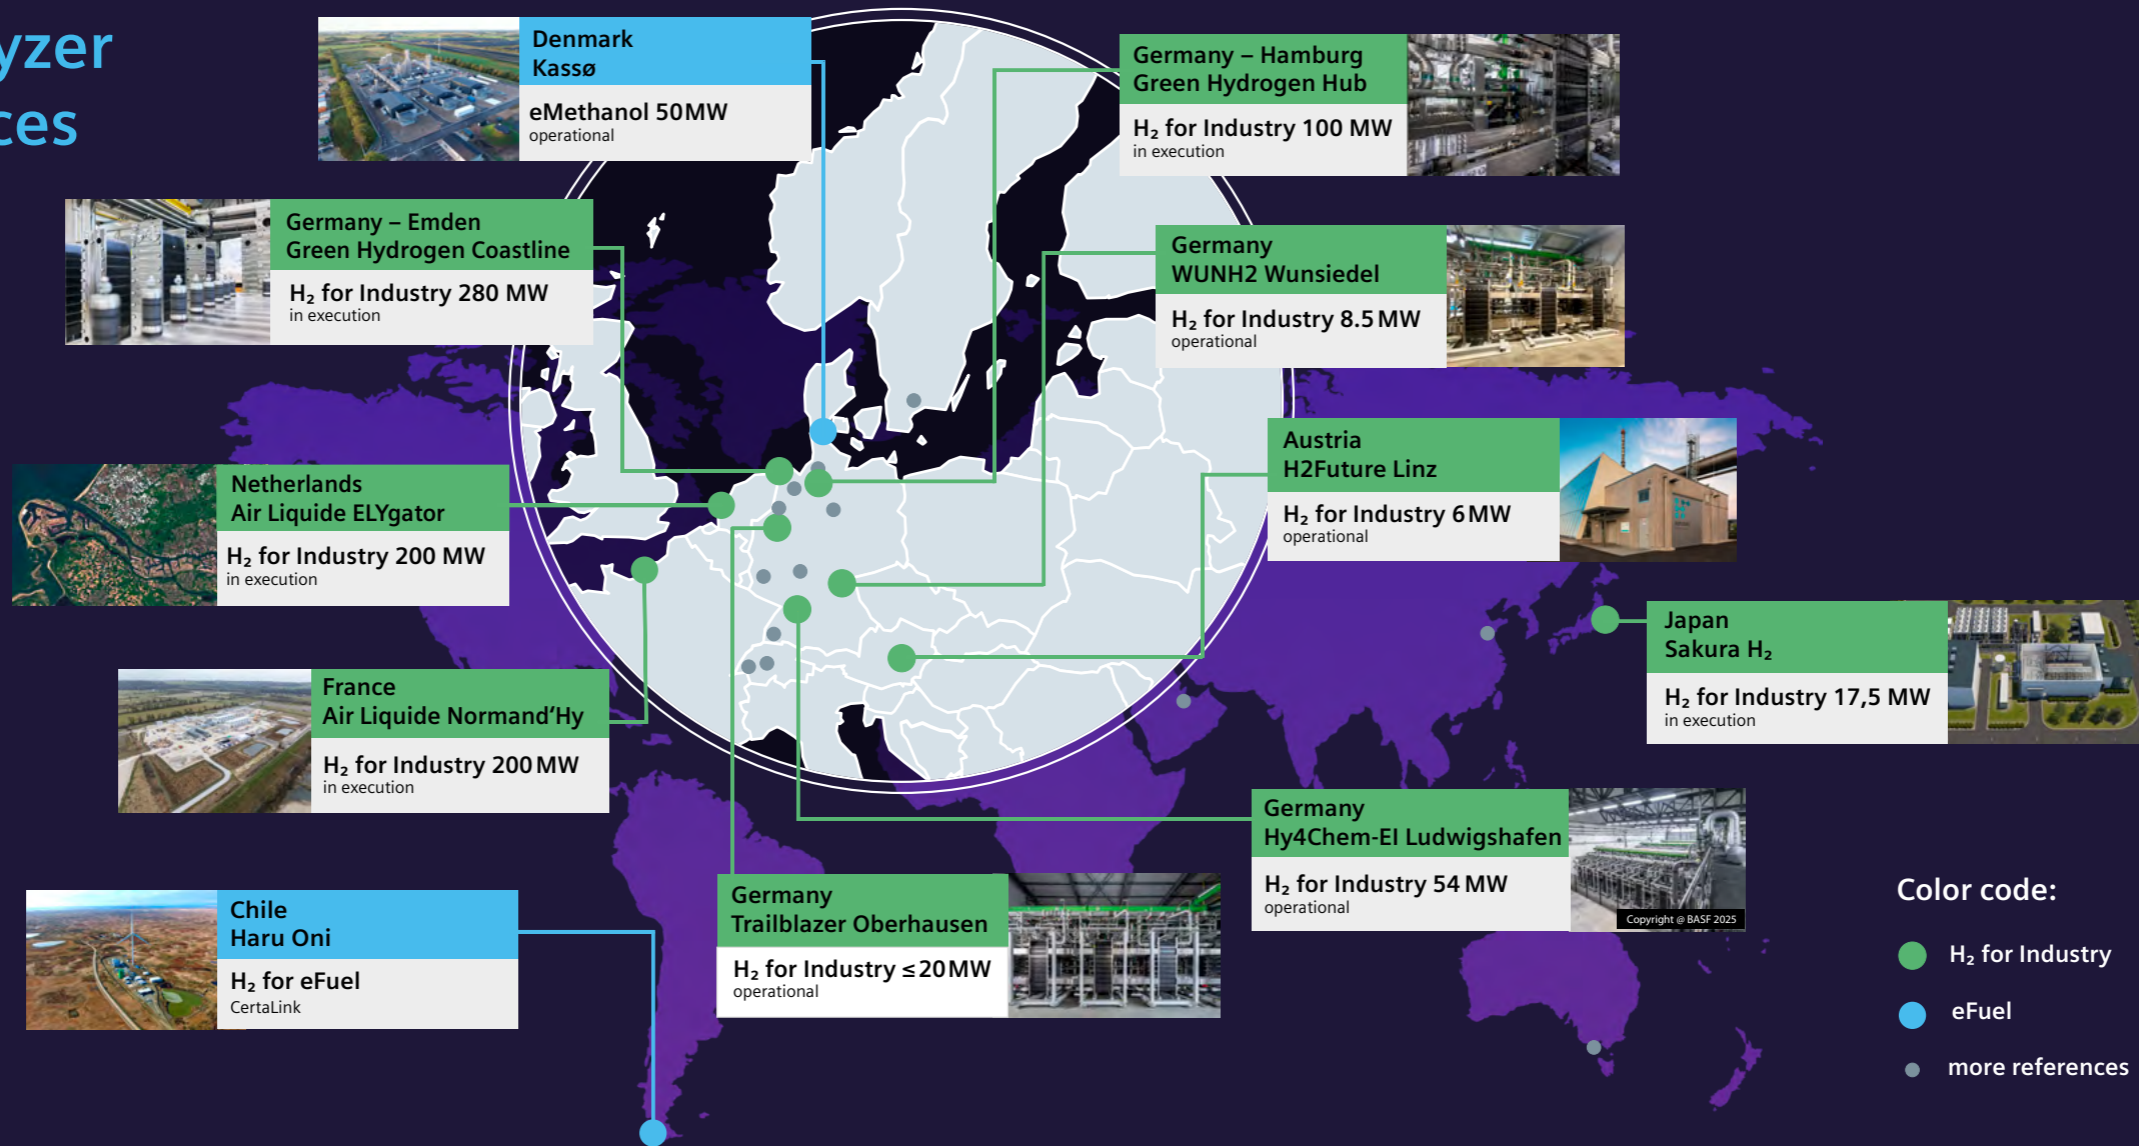 yzer
ces
Denmark
Kassø
eMethanol 50 MW
operational
Germany – Hamburg
Green Hydrogen Hub
H₂ for Industry 100 MW
in execution
Germany – Emden
Green Hydrogen Coastline
H₂ for Industry 280 MW
in execution
Germany
WUNH2 Wunsiedel
H₂ for Industry 8.5 MW
operational
Netherlands
Air Liquide ELYgator
H₂ for Industry 200 MW
in execution
Austria
H2Future Linz
H₂ for Industry 6 MW
operational
Japan
Sakura H₂
H₂ for Industry 17,5 MW
in execution
France
Air Liquide Normand‘Hy
H₂ for Industry 200 MW
in execution
Germany
Hy4Chem-EI Ludwigshafen
H₂ for Industry 54 MW
operational
Copyright @ BASF 2025
Chile
Haru Oni
H₂ for eFuel
CertaLink
Germany
Trailblazer Oberhausen
H₂ for Industry ≤ 20 MW
operational
Color code:
H₂ for Industry
eFuel
more references